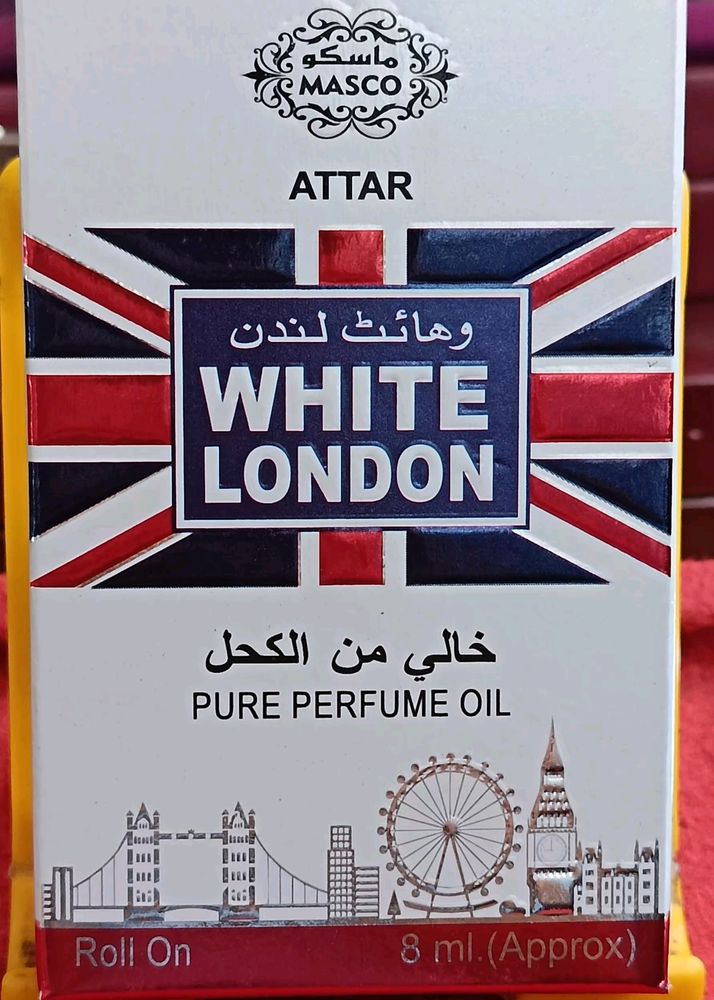 ماسكو
MASCO
ATTAR
وهائٹ لندن
WHITE
LONDON
خالي من الكحل
PURE PERFUME OIL
Roll On
8 ml.(Approx)